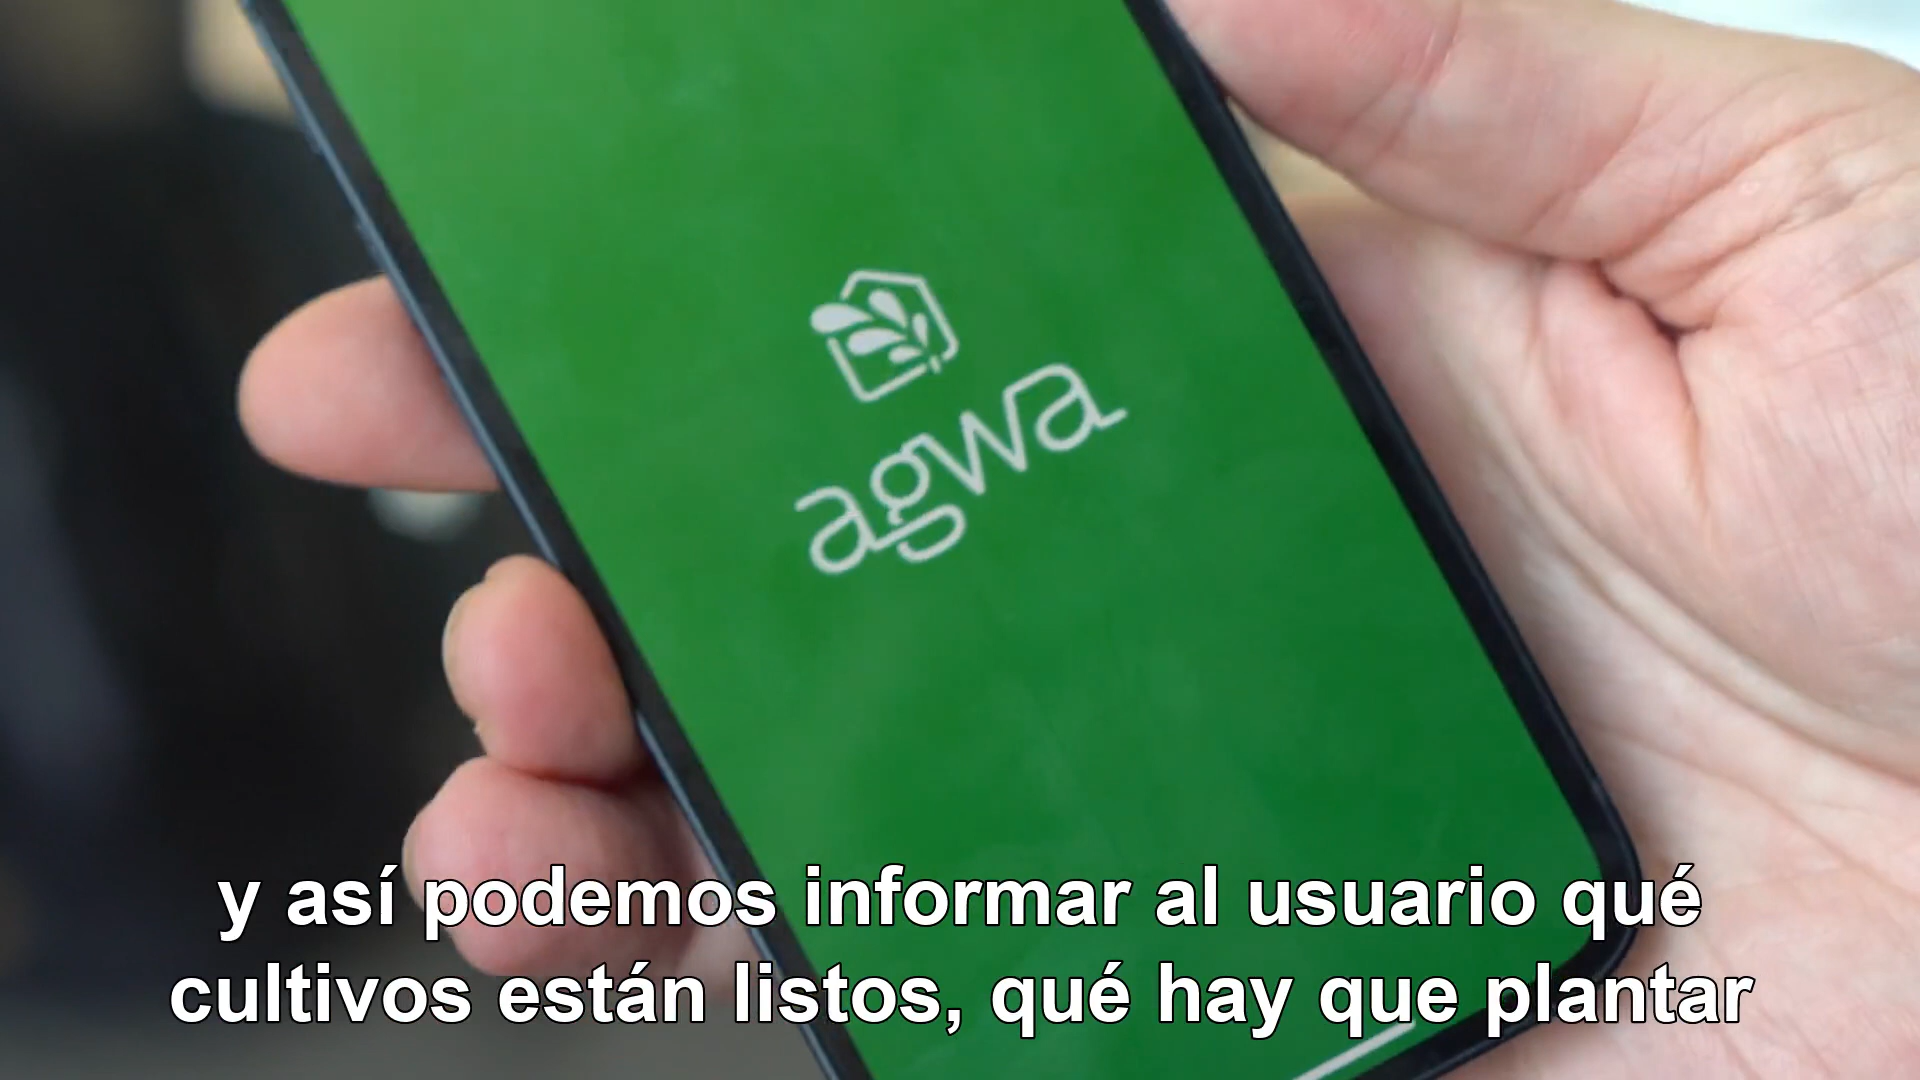 agwa
y así podemos informar al usuario qué
cultivos están listos, qué hay que plantar